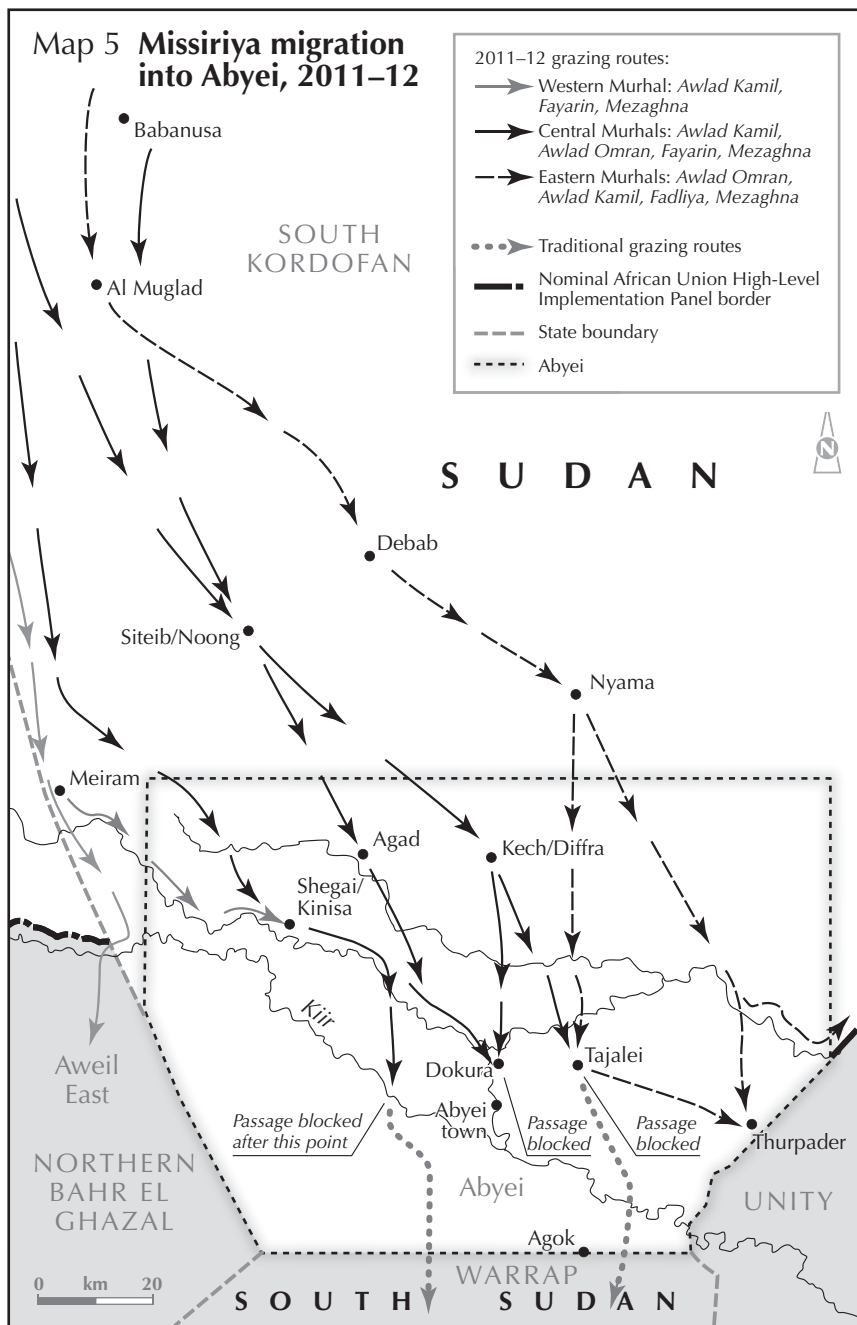 Map 5 Missiriya migration
into Abyei, 2011–12
2011–12 grazing routes:
Western Murhal: Awlad Kamil,
Fayarin, Mezaghna
Central Murhals: Awlad Kamil,
Awlad Omran, Fayarin, Mezaghna
Eastern Murhals: Awlad Omran,
Awlad Kamil, Fadliya, Mezaghna
Traditional grazing routes
Nominal African Union High-Level
Implementation Panel border
State boundary
Abyei
N
Babanusa
SOUTH
KORDOFAN
Al Muglad
SUDAN
Debab
Siteib/Noong
Nyama
Meiram
Agad
Kech/Diffra
Shegai/
Kinisa
Kiir
Aweil
East
Dokura
Tajalei
Passage blocked
after this point
Abyei
town
Passage
blocked
Passage
blocked
Thurpader
NORTHERN
BAHR EL
GHAZAL
Abyei
UNITY
Agok
WARRAP
0 km 20
SOUTH SUDAN